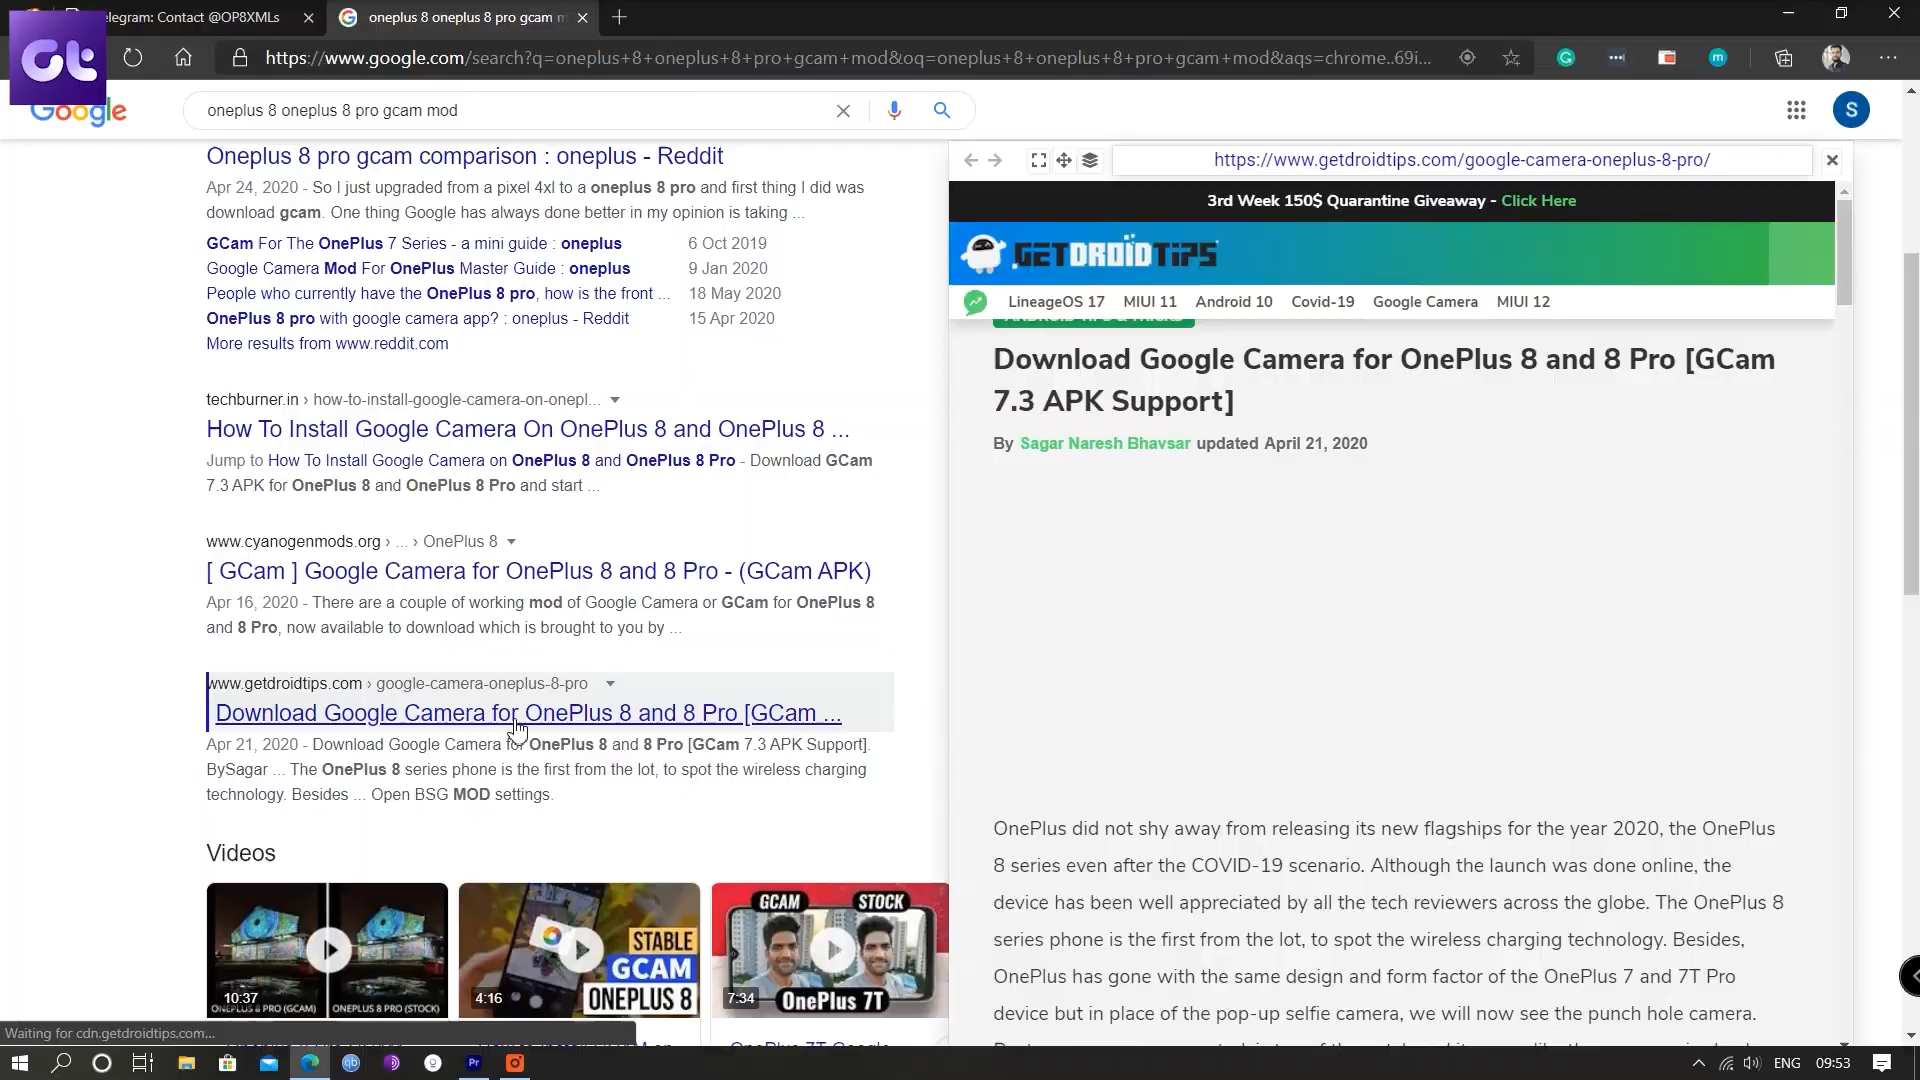 elegram: Contact @OP8XMLs
oneplus 8 oneplus 8 pro gcam m
Gt
https://www.google.com/search?q=oneplus+8+oneplus+8+pro+gcam+mod&oq=oneplus+8+oneplus+8+pro+gcam+mod&aqs=chrome..69i...
Google
oneplus 8 oneplus 8 pro gcam mod
S
Oneplus 8 pro gcam comparison : oneplus - Reddit
Apr 24, 2020 - So I just upgraded from a pixel 4xl to a oneplus 8 pro and first thing I did was
download gcam. One thing Google has always done better in my opinion is taking ...
GCam For The OnePlus 7 Series - a mini guide : oneplus 6 Oct 2019
Google Camera Mod For OnePlus Master Guide : oneplus 9 Jan 2020
People who currently have the OnePlus 8 pro, how is the front ... 18 May 2020
OnePlus 8 pro with google camera app? : oneplus - Reddit 15 Apr 2020
More results from www.reddit.com
techburner.in › how-to-install-google-camera-on-onepl...
How To Install Google Camera On OnePlus 8 and OnePlus 8 ...
Jump to How To Install Google Camera on OnePlus 8 and OnePlus 8 Pro - Download GCam
7.3 APK for OnePlus 8 and OnePlus 8 Pro and start ...
www.cyanogenmods.org › ... › OnePlus 8
[ GCam ] Google Camera for OnePlus 8 and 8 Pro - (GCam APK)
Apr 16, 2020 - There are a couple of working mod of Google Camera or GCam for OnePlus 8
and 8 Pro, now available to download which is brought to you by ...
www.getdroidtips.com › google-camera-oneplus-8-pro
Download Google Camera for OnePlus 8 and 8 Pro [GCam ...
Apr 21, 2020 - Download Google Camera for OnePlus 8 and 8 Pro [GCam 7.3 APK Support].
BySagar ... The OnePlus 8 series phone is the first from the lot, to spot the wireless charging
technology. Besides ... Open BSG MOD settings.
Videos
10:37
ONEPLUS 8 PRO (GCAM) ONEPLUS 8 PRO (STOCK)
STABLE
GCAM
ONEPLUS 8
4:16
GCAM STOCK
7:34
OnePlus 7T
OnePlus 7T Google
https://www.getdroidtips.com/google-camera-oneplus-8-pro/
3rd Week 150$ Quarantine Giveaway - Click Here
GETDROIDTIPS
LineageOS 17 MIUI 11 Android 10 Covid-19 Google Camera MIUI 12
Download Google Camera for OnePlus 8 and 8 Pro [GCam
7.3 APK Support]
By Sagar Naresh Bhavsar updated April 21, 2020
OnePlus did not shy away from releasing its new flagships for the year 2020, the OnePlus
8 series even after the COVID-19 scenario. Although the launch was done online, the
device has been well appreciated by all the tech reviewers across the globe. The OnePlus 8
series phone is the first from the lot, to spot the wireless charging technology. Besides,
OnePlus has gone with the same design and form factor of the OnePlus 7 and 7T Pro
device but in place of the pop-up selfie camera, we will now see the punch hole camera.
Waiting for cdn.getdroidtips.com...
qb
Pr
ENG 09:53